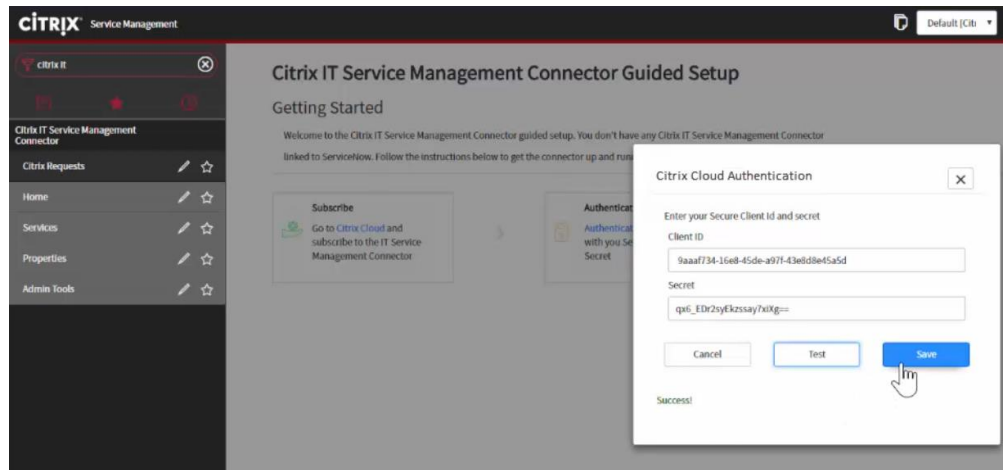 CİTRIX Service Management
Default [Citi
citrix it
Citrix IT Service Management
Connector
Citrix Requests
Home
Services
Properties
Admin Tools
Citrix IT Service Management Connector Guided Setup
Getting Started
Welcome to the Citrix IT Service Management Connector guided setup. You don't have any Citrix IT Service Management Connector
linked to ServiceNow. Follow the instructions below to get the connector up and runn
Subscribe
Go to Citrix Cloud and
subscribe to the IT Service
Management Connector
Authenticat
Authenticat
with you Se
Secret
Citrix Cloud Authentication
Enter your Secure Client Id and secret
Client ID
9aaaf734-16e8-45de-a97f-43e8d8e45a5d
Secret
qx6_EDr2syEkzssay7xiXg==
Cancel
Test
Save
Success!